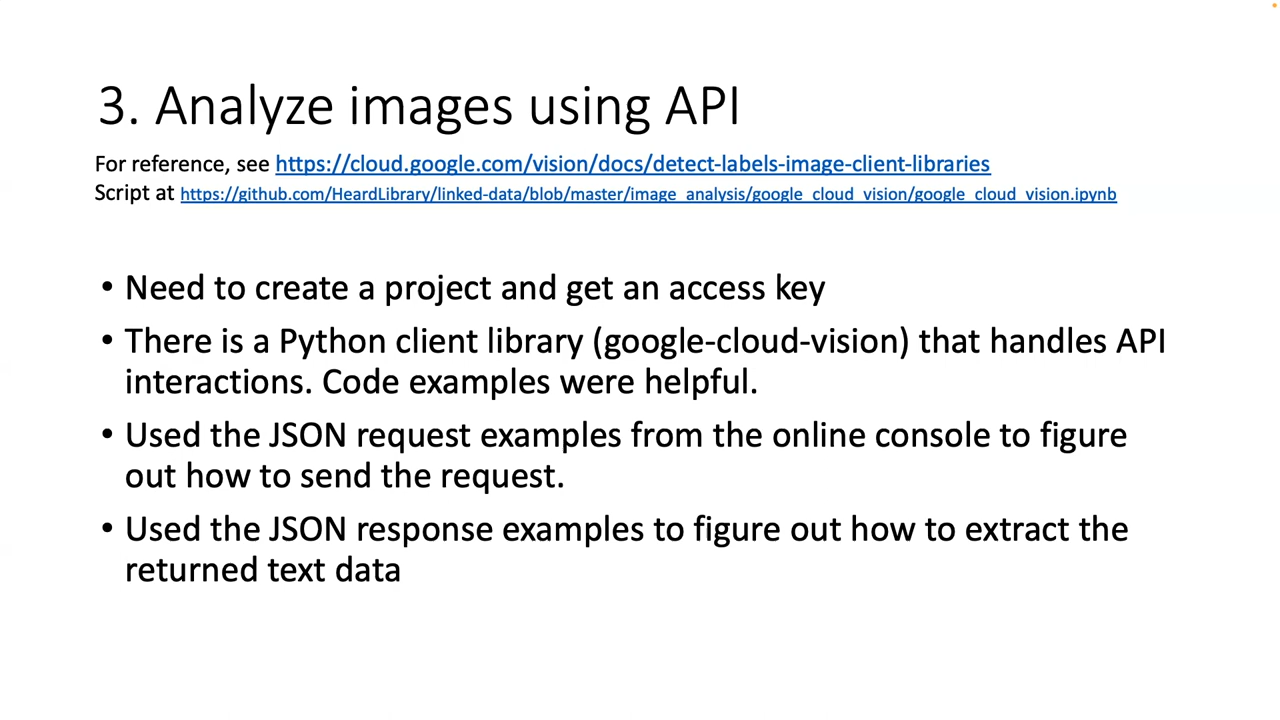 3. Analyze images using API
For reference, see https://cloud.google.com/vision/docs/detect-labels-image-client-libraries
Script at https://github.com/HeardLibrary/linked-data/blob/master/image_analysis/google_cloud_vision/google_cloud_vision.ipynb
• Need to create a project and get an access key
• There is a Python client library (google-cloud-vision) that handles API
interactions. Code examples were helpful.
• Used the JSON request examples from the online console to figure
out how to send the request.
• Used the JSON response examples to figure out how to extract the
returned text data